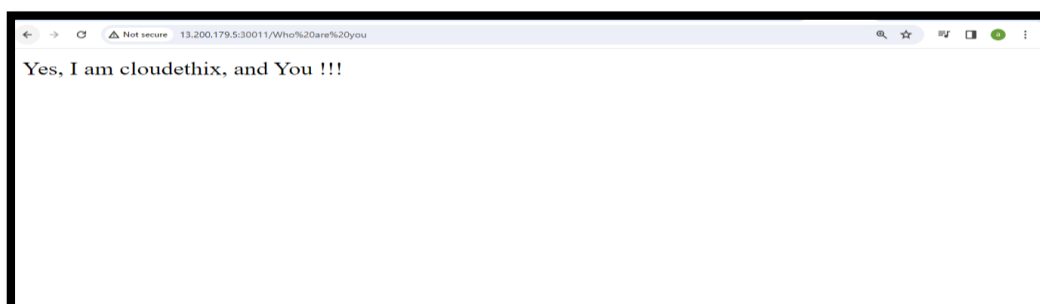 Not secure 13.200.179.5:30011/Who%20are%20you
Yes, I am cloudethix, and You !!!